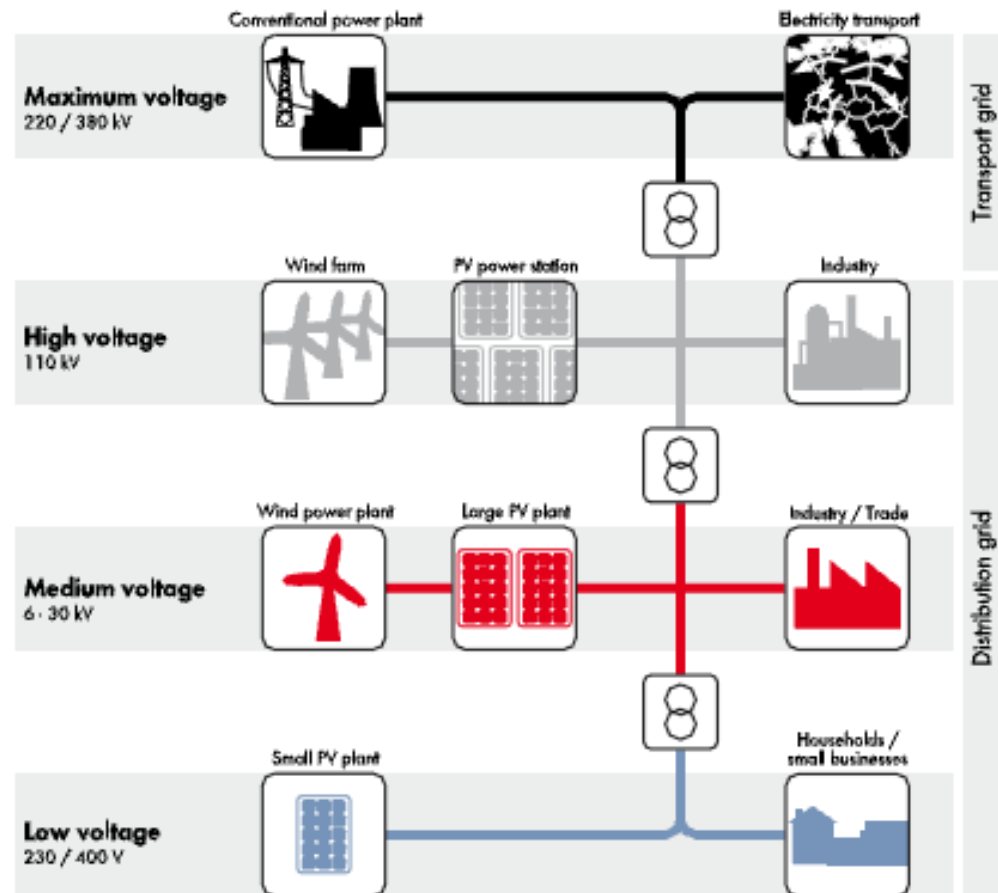 Conventional power plant
Electricity transport
Maximum voltage
220 / 380 kV
Transport grid
Wind farm
PV power station
Industry
High voltage
110 kV
Wind power plant
Large PV plant
Industry / Trade
Medium voltage
6 - 30 kV
Distribution grid
Small PV plant
Households /
small businesses
Low voltage
230 / 400 V